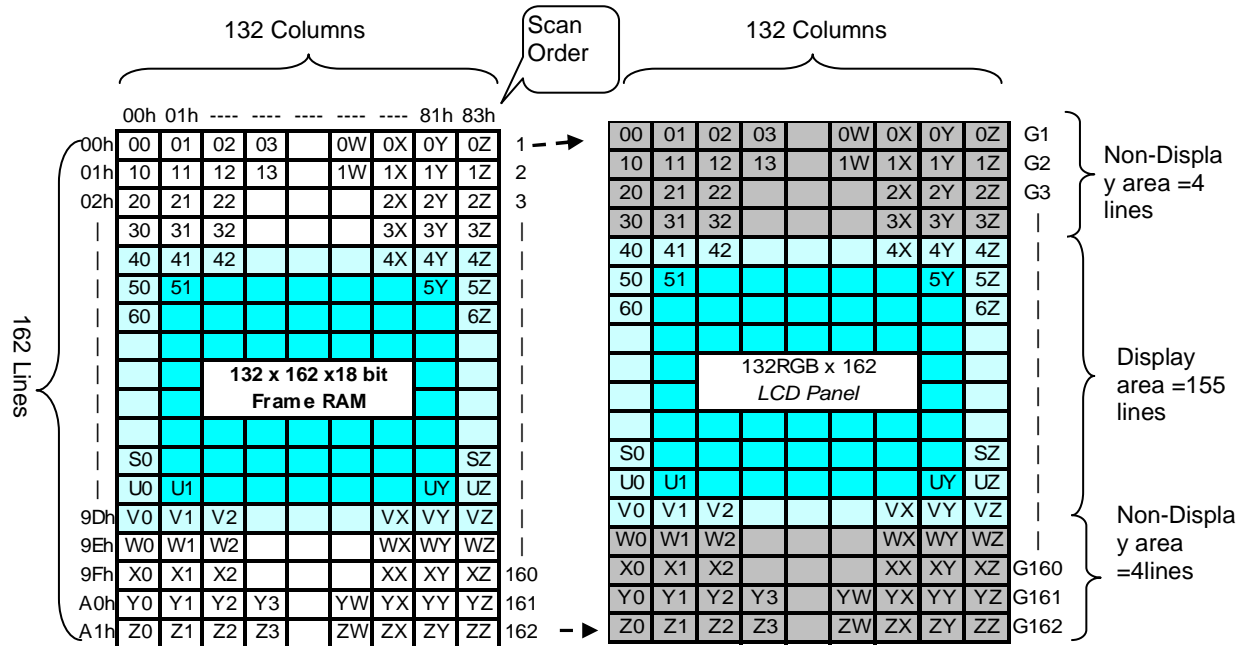 132 Columns
Scan
Order
132 Columns
00h 01h ---- ---- ---- ---- ---- 81h 83h
00h 00 01 02 03 0W 0X 0Y 0Z 1
01h 10 11 12 13 1W 1X 1Y 1Z 2
02h 20 21 22 2X 2Y 2Z 3
30 31 32 3X 3Y 3Z
40 41 42 4X 4Y 4Z
50 51 5Y 5Z
60 6Z
132 x 162 x18 bit
Frame RAM
S0 SZ
U0 U1 UY UZ
9Dh V0 V1 V2 VX VY VZ
9Eh W0 W1 W2 WX WY WZ
9Fh X0 X1 X2 XX XY XZ 160
A0h Y0 Y1 Y2 Y3 YW YX YY YZ 161
A1h Z0 Z1 Z2 Z3 ZW ZX ZY ZZ 162
162 Lines
00 01 02 03 0W 0X 0Y 0Z G1
10 11 12 13 1W 1X 1Y 1Z G2
20 21 22 2X 2Y 2Z G3
30 31 32 3X 3Y 3Z
40 41 42 4X 4Y 4Z
50 51 5Y 5Z
60 6Z
132RGB x 162
LCD Panel
S0 SZ
U0 U1 UY UZ
V0 V1 V2 VX VY VZ
W0 W1 W2 WX WY WZ
X0 X1 X2 XX XY XZ G160
Y0 Y1 Y2 Y3 YW YX YY YZ G161
Z0 Z1 Z2 Z3 ZW ZX ZY ZZ G162
Non-Displa
y area =4
lines
Display
area =155
lines
Non-Displa
y area
=4lines